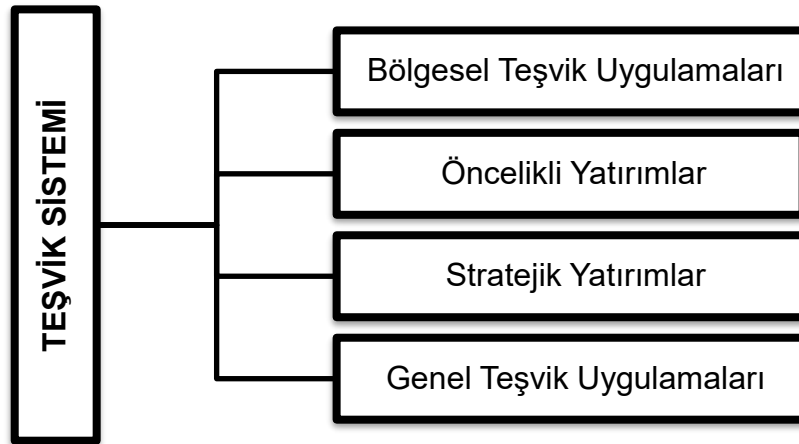 TEŞVİK SİSTEMİ
Bölgesel Teşvik Uygulamaları
Öncelikli Yatırımlar
Stratejik Yatırımlar
Genel Teşvik Uygulamaları